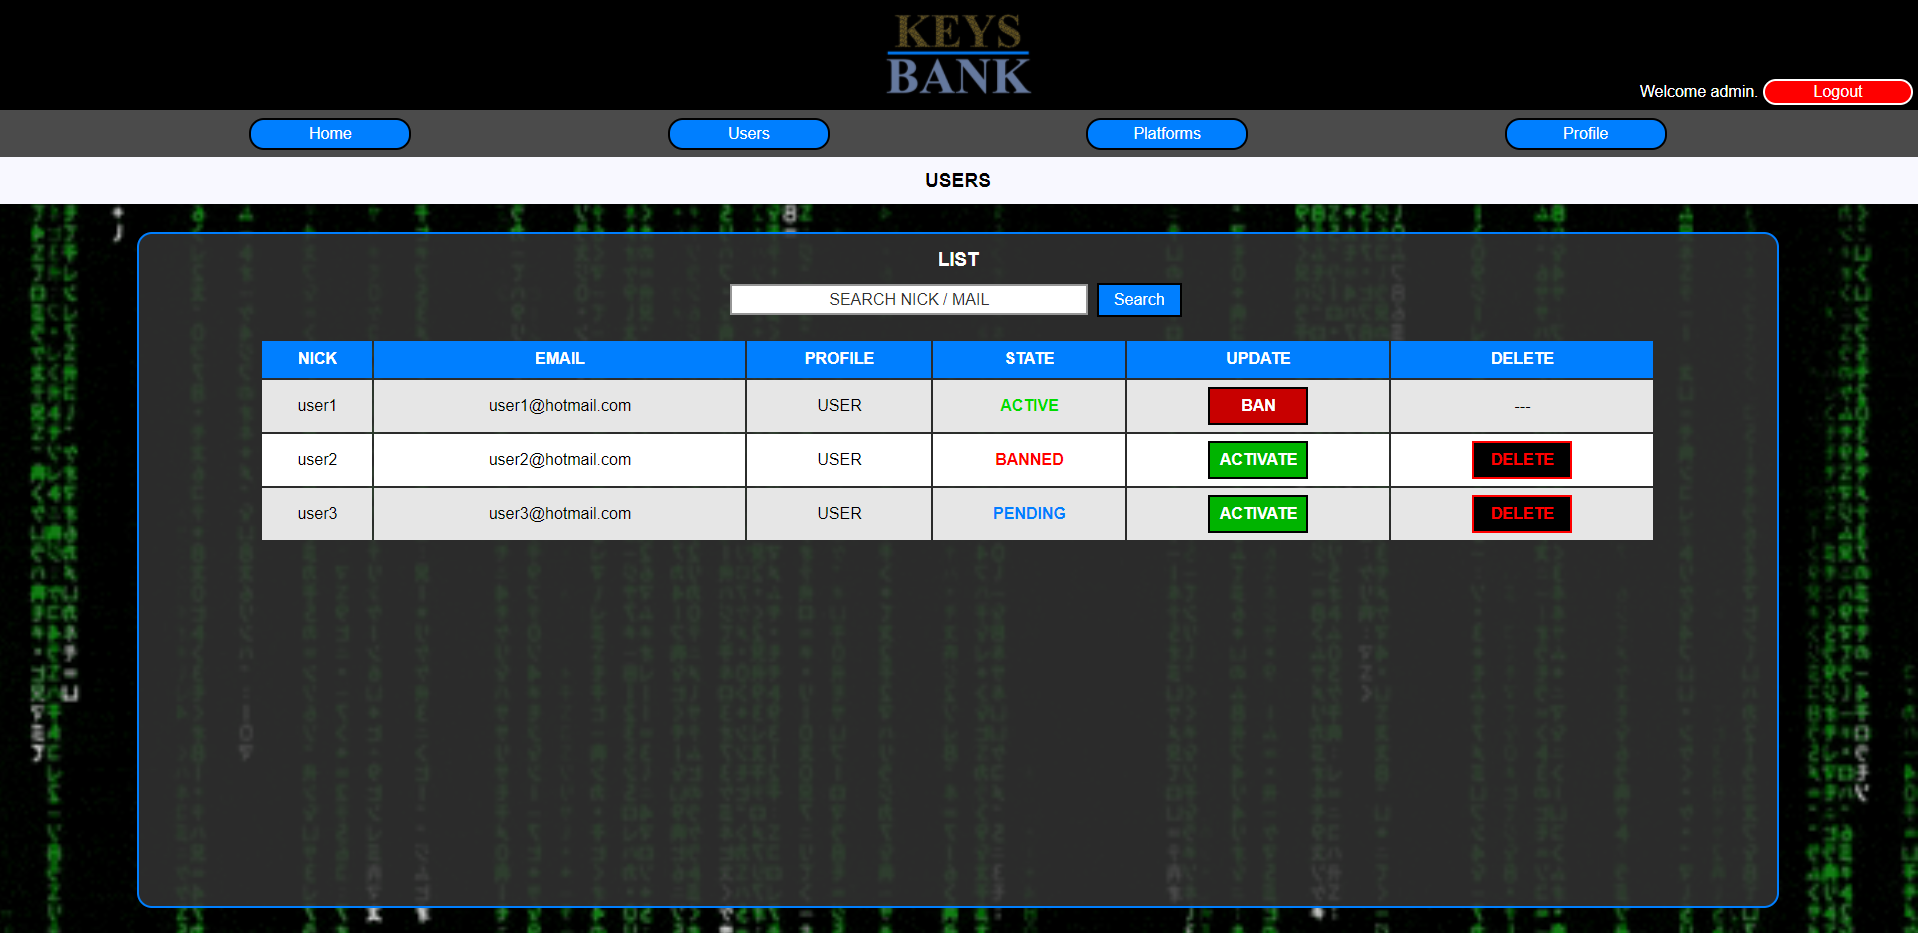 KEYS
BANK
Welcome admin. Logout
Home Users Platforms Profile
USERS
LIST
SEARCH NICK / MAIL Search
NICK EMAIL PROFILE STATE UPDATE DELETE
user1 user1@hotmail.com USER ACTIVE BAN ---
user2 user2@hotmail.com USER BANNED ACTIVATE DELETE
user3 user3@hotmail.com USER PENDING ACTIVATE DELETE